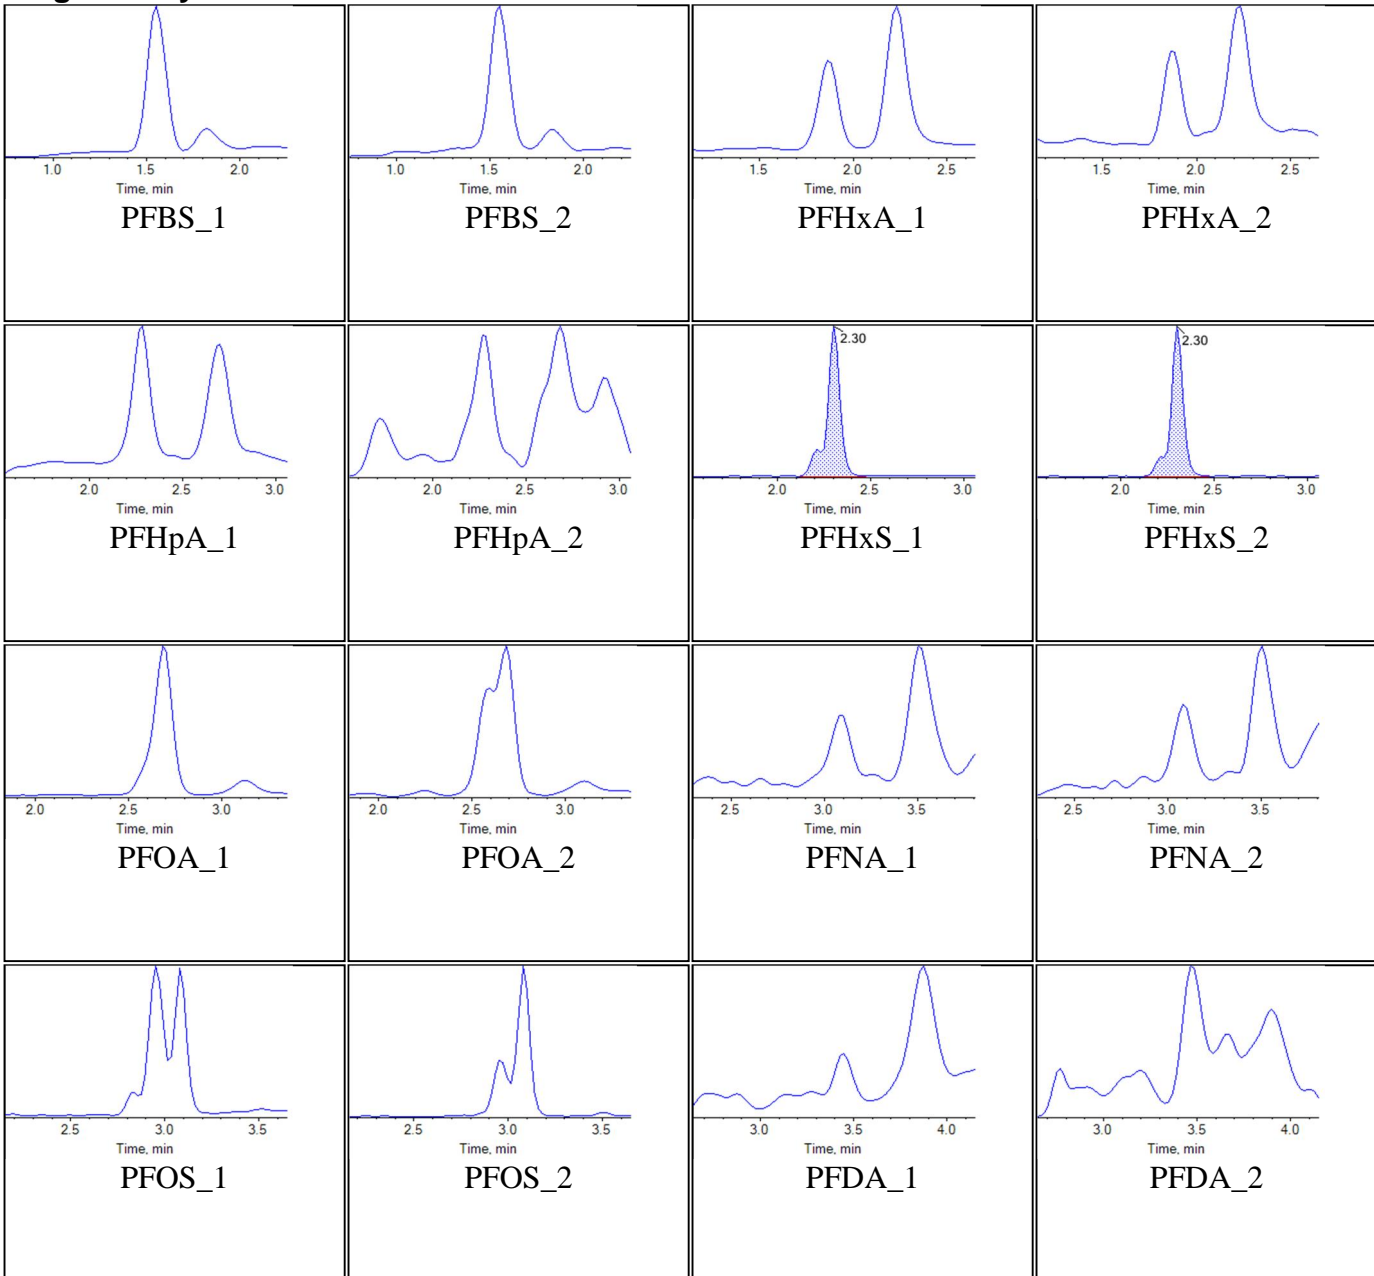 1.0 1.5 2.0
Time, min
PFBS_1
1.0 1.5 2.0
Time, min
PFBS_2
1.5 2.0 2.5
Time, min
PFHxA_1
1.5 2.0 2.5
Time, min
PFHxA_2
2.0 2.5 3.0
Time, min
PFHpA_1
2.0 2.5 3.0
Time, min
PFHpA_2
2.30
2.0 2.5 3.0
Time, min
PFHxS_1
2.30
2.0 2.5 3.0
Time, min
PFHxS_2
2.0 2.5 3.0
Time, min
PFOA_1
2.0 2.5 3.0
Time, min
PFOA_2
2.5 3.0 3.5
Time, min
PFNA_1
2.5 3.0 3.5
Time, min
PFNA_2
2.5 3.0 3.5
Time, min
PFOS_1
2.5 3.0 3.5
Time, min
PFOS_2
3.0 3.5 4.0
Time, min
PFDA_1
3.0 3.5 4.0
Time, min
PFDA_2